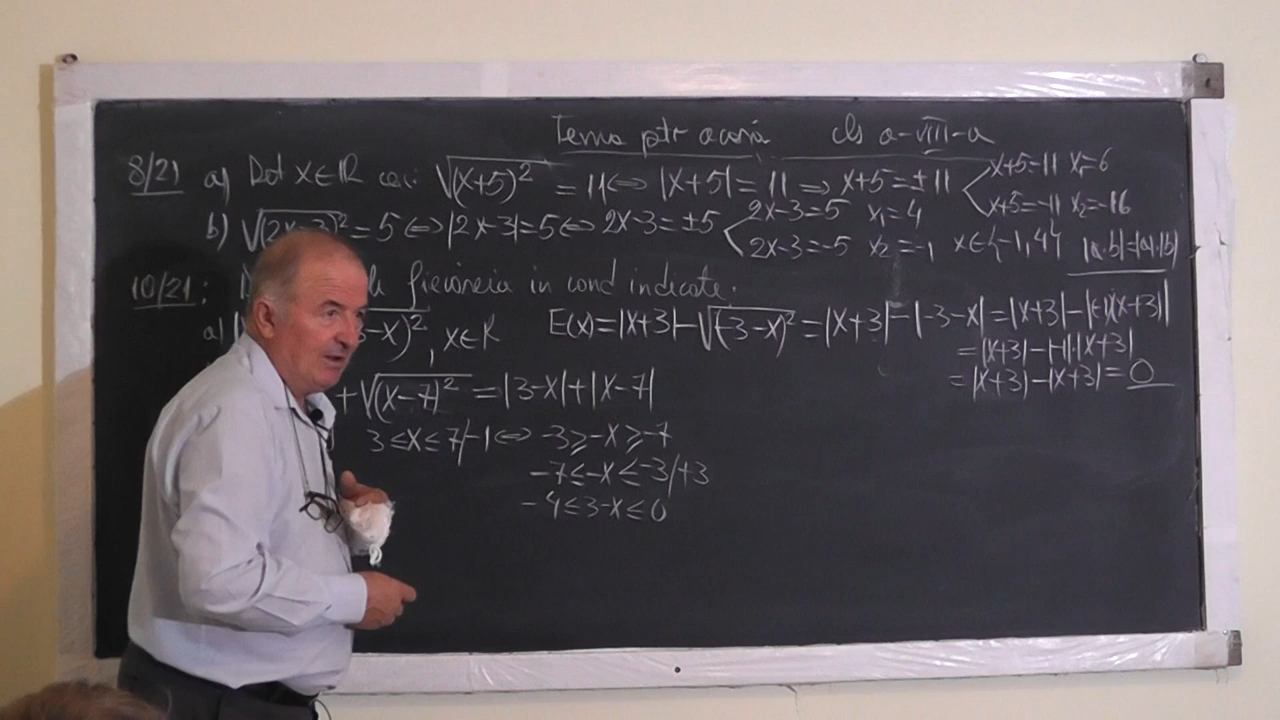 Tema ptr acasă cls a-VIII-a
8/21 a) Det x∈ℝ √(x+5)² = 11 ⇔ |x+5| = 11 ⇒ x+5 = ±11
x+5=11 x₁=6
x+5=-11 x₂=-16
b) √(2x-3)² = 5 ⇔ |2x-3|=5 ⇔ 2x-3=±5
2x-3=5 x₁=4
2x-3=-5 x₂=-1 x∈{-1,4} |a·b|=|a|·|b|
10/21: in cond indicate.
a) -x)², x∈ℝ E(x)=|x+3|-√(-3-x)² = |x+3|-|-3-x| = |x+3|-|(-1)(x+3)|
= |x+3|-|-1|·|x+3|
= |x+3|-|x+3| = 0
+√(x-7)² = |3-x|+|x-7|
3≤x≤7/·-1 ⇔ -3≥-x≥-7
-7≤-x≤-3/+3
-4≤3-x≤0